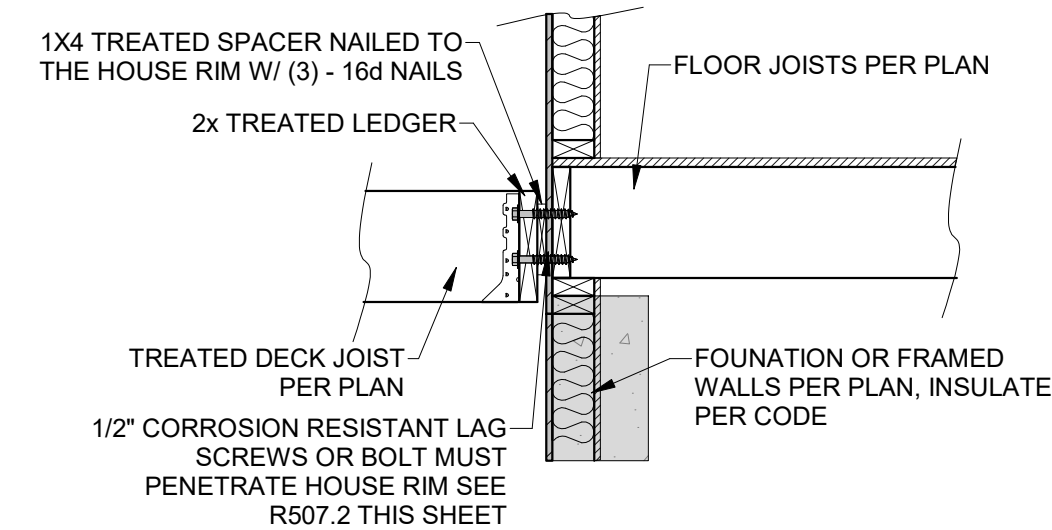 1X4 TREATED SPACER NAILED TO
THE HOUSE RIM W/ (3) - 16d NAILS
2x TREATED LEDGER
FLOOR JOISTS PER PLAN
TREATED DECK JOIST
PER PLAN
1/2" CORROSION RESISTANT LAG
SCREWS OR BOLT MUST
PENETRATE HOUSE RIM SEE
R507.2 THIS SHEET
FOUNATION OR FRAMED
WALLS PER PLAN, INSULATE
PER CODE